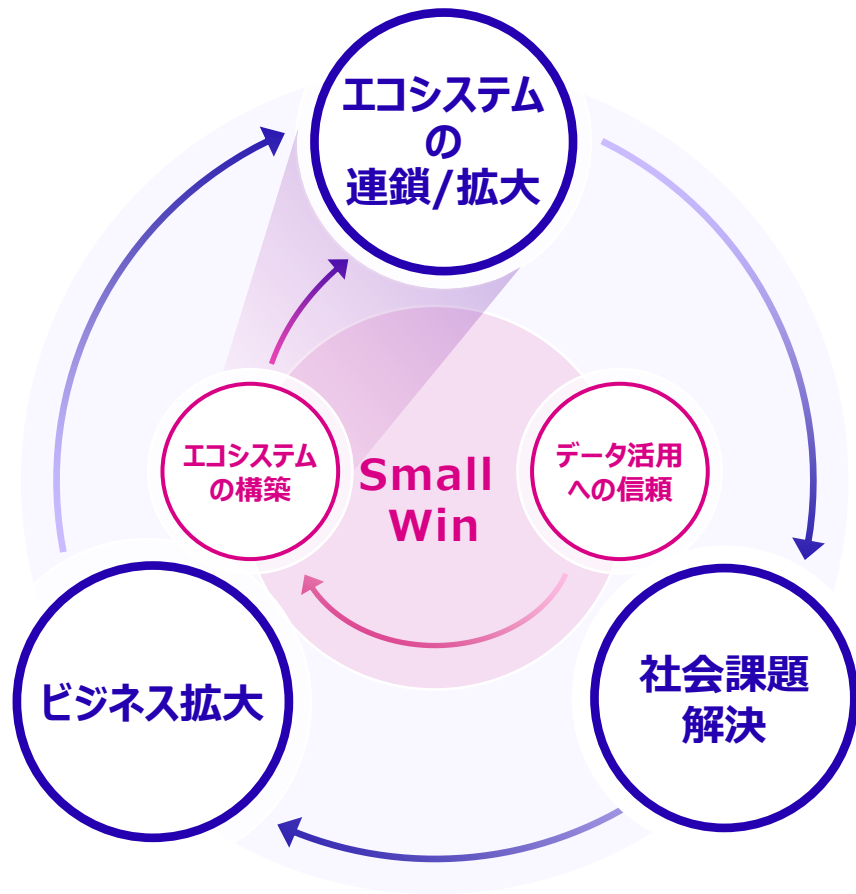 エコシステム
の
連鎖/拡大
エコシステム
の構築
Small
Win
データ活用
への信頼
ビジネス拡大
社会課題
解決